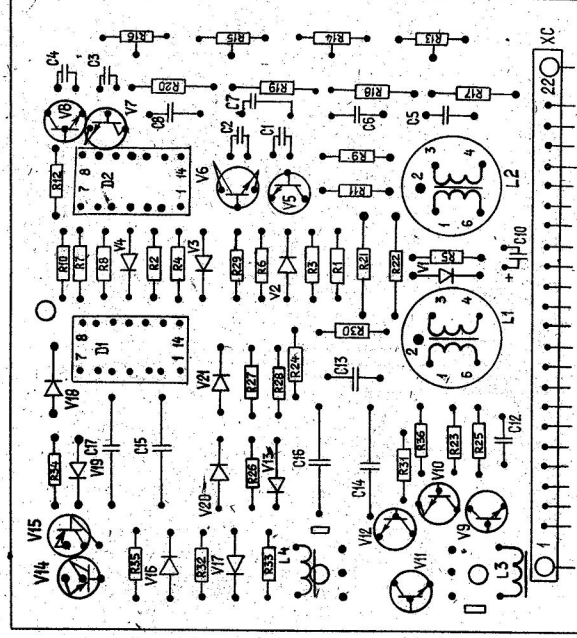 R16 R15 R14 R13
C4 C3 R20 C7 R19 R18 R17 22 XC
V8 V7 C8 C6 C5
R12 7 8 D2 1 14 C2 C1 R9 R11 V6 V5 2 3 4 1 6 L2
R10 R7 R8 V4 R2 R4 V3 R29 R6 V2 R3 R1 R21 R22 R5 V1 + C10
7 8 D1 1 14 R30 2 3 4 1 6 L1
V18 V21 R27 R28 R24 C13
R34 V19 C17 C15 V20 R26 V13 C16 C14 R31 R36 R23 R25 C12
V15 V14 V12 V10 V9
R35 V16 R32 V17 R33 L4 V11 L3 1